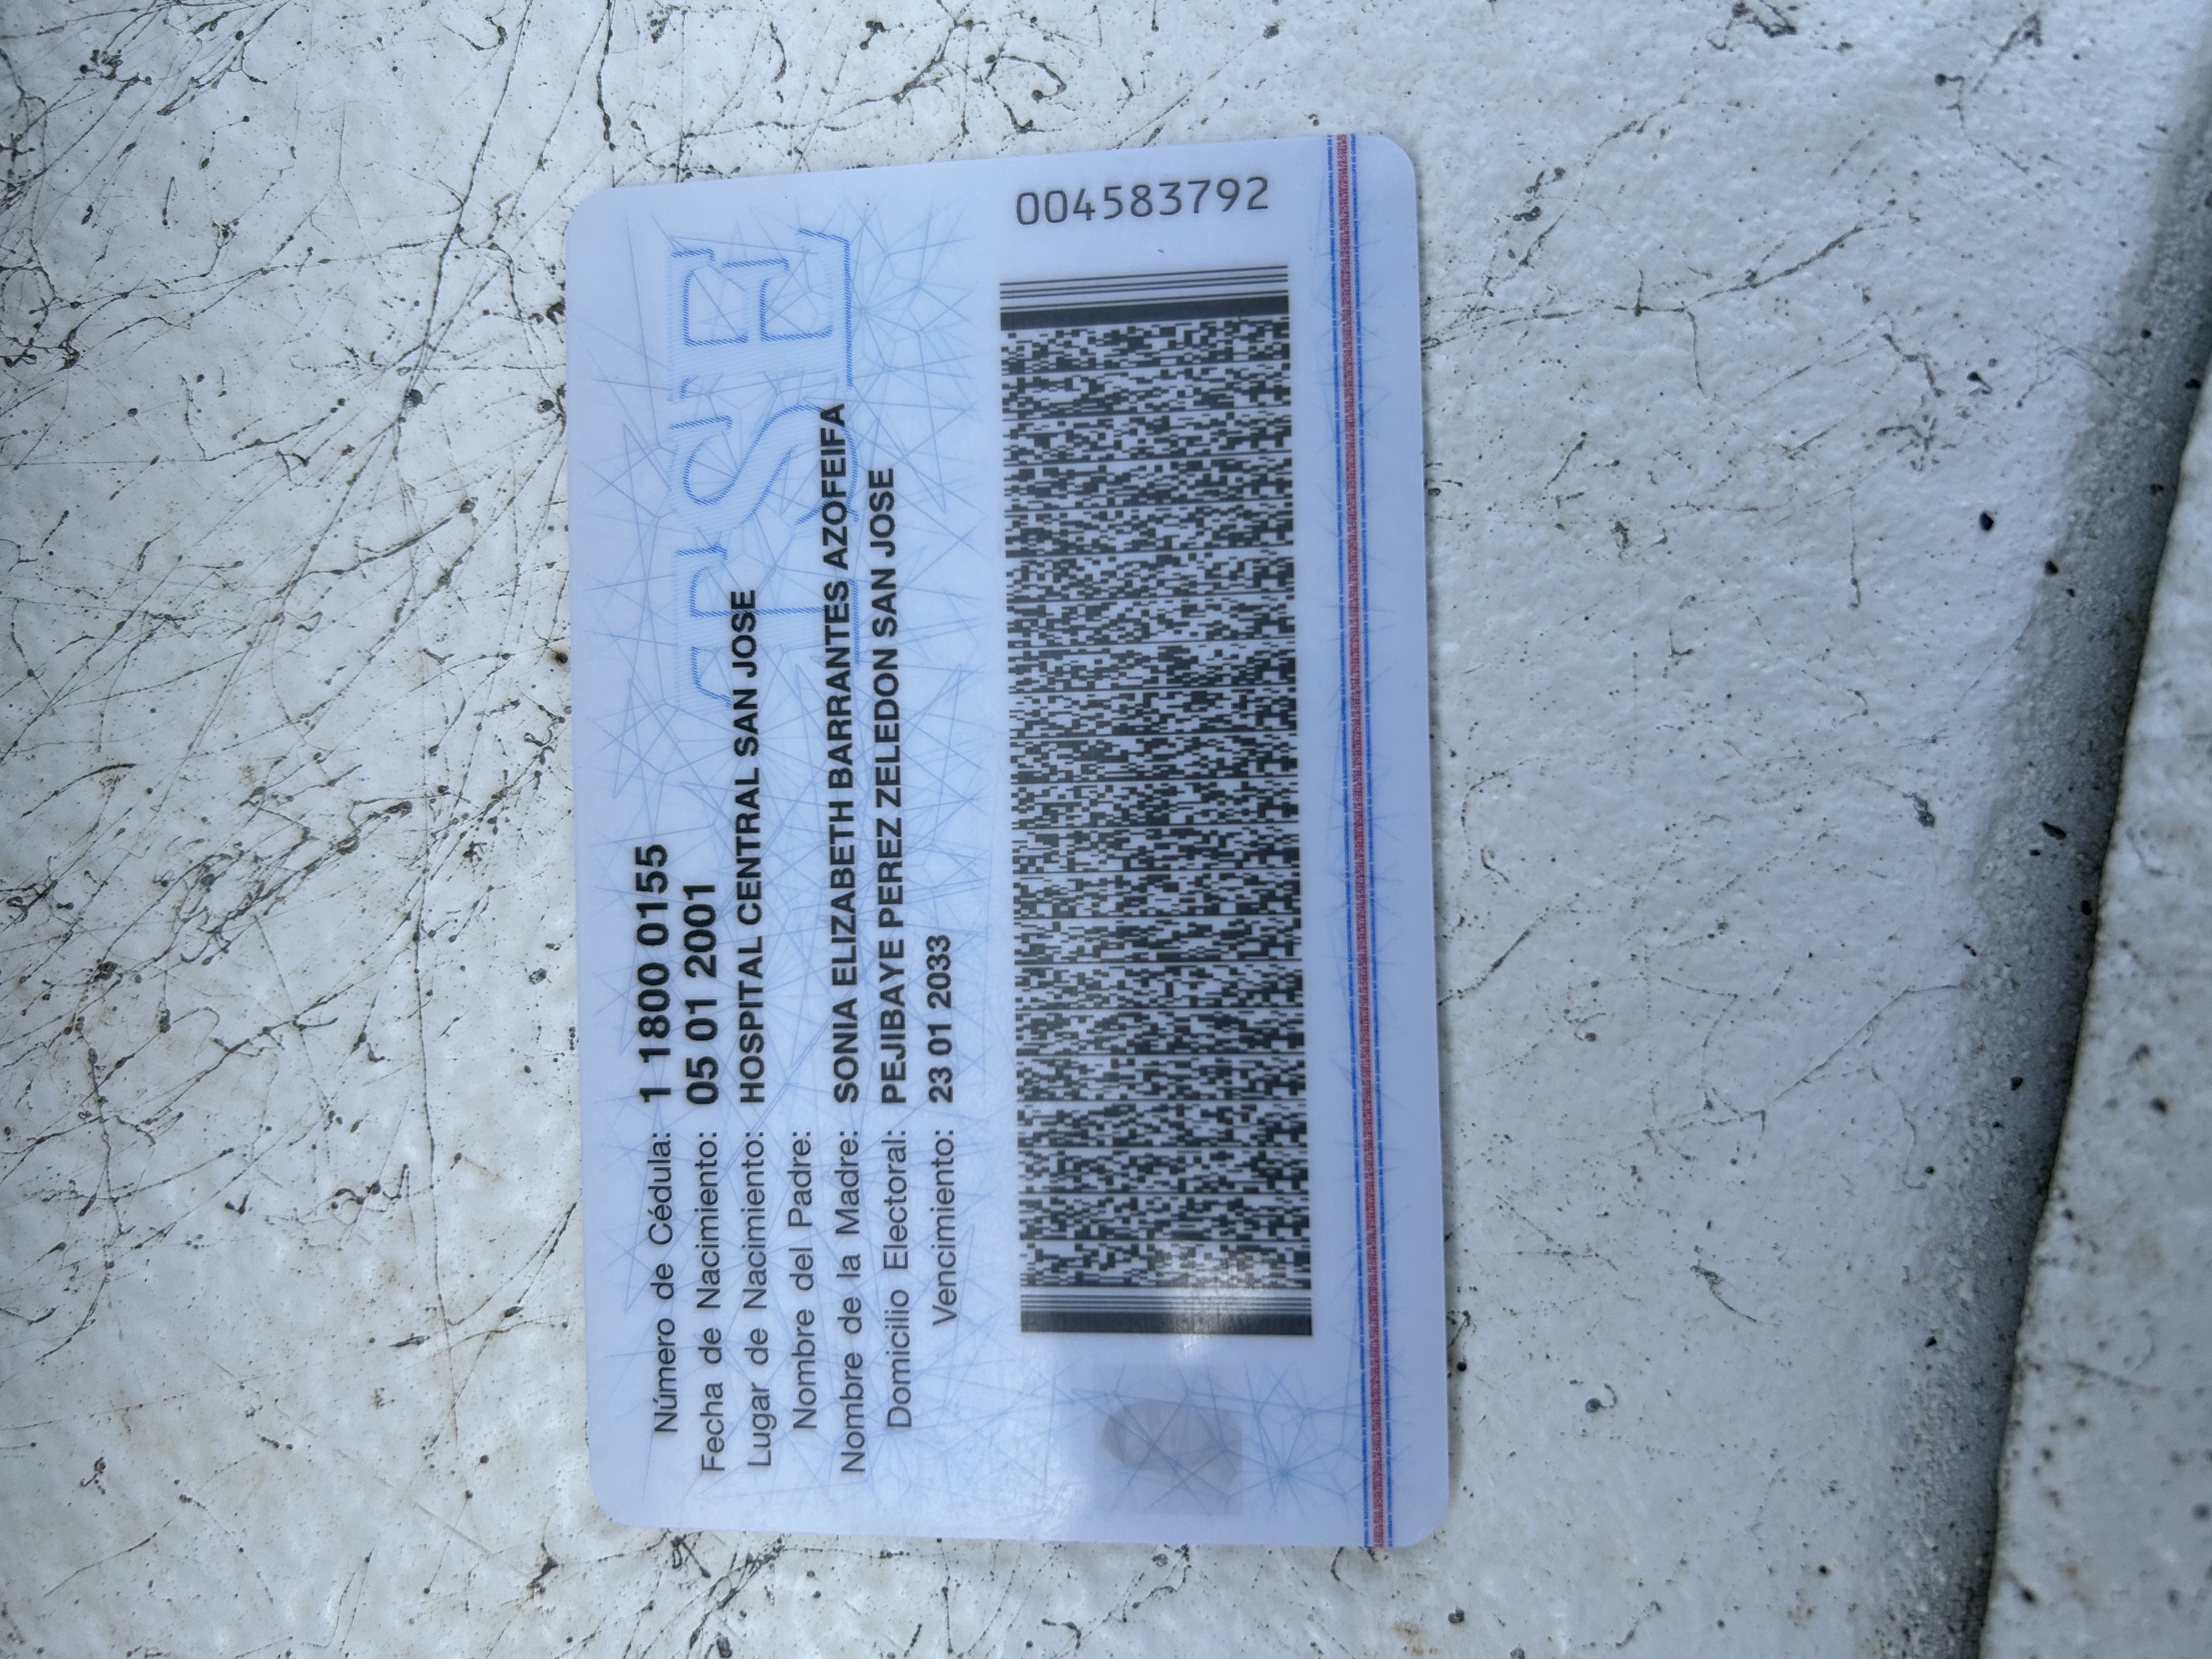 TSE
Número de Cédula: 1 1800 0155
Fecha de Nacimiento: 05 01 2001
Lugar de Nacimiento: HOSPITAL CENTRAL SAN JOSE
Nombre del Padre:
Nombre de la Madre: SONIA ELIZABETH BARRANTES AZOFEIFA
Domicilio Electoral: PEJIBAYE PEREZ ZELEDON SAN JOSE
Vencimiento: 23 01 2033
004583792